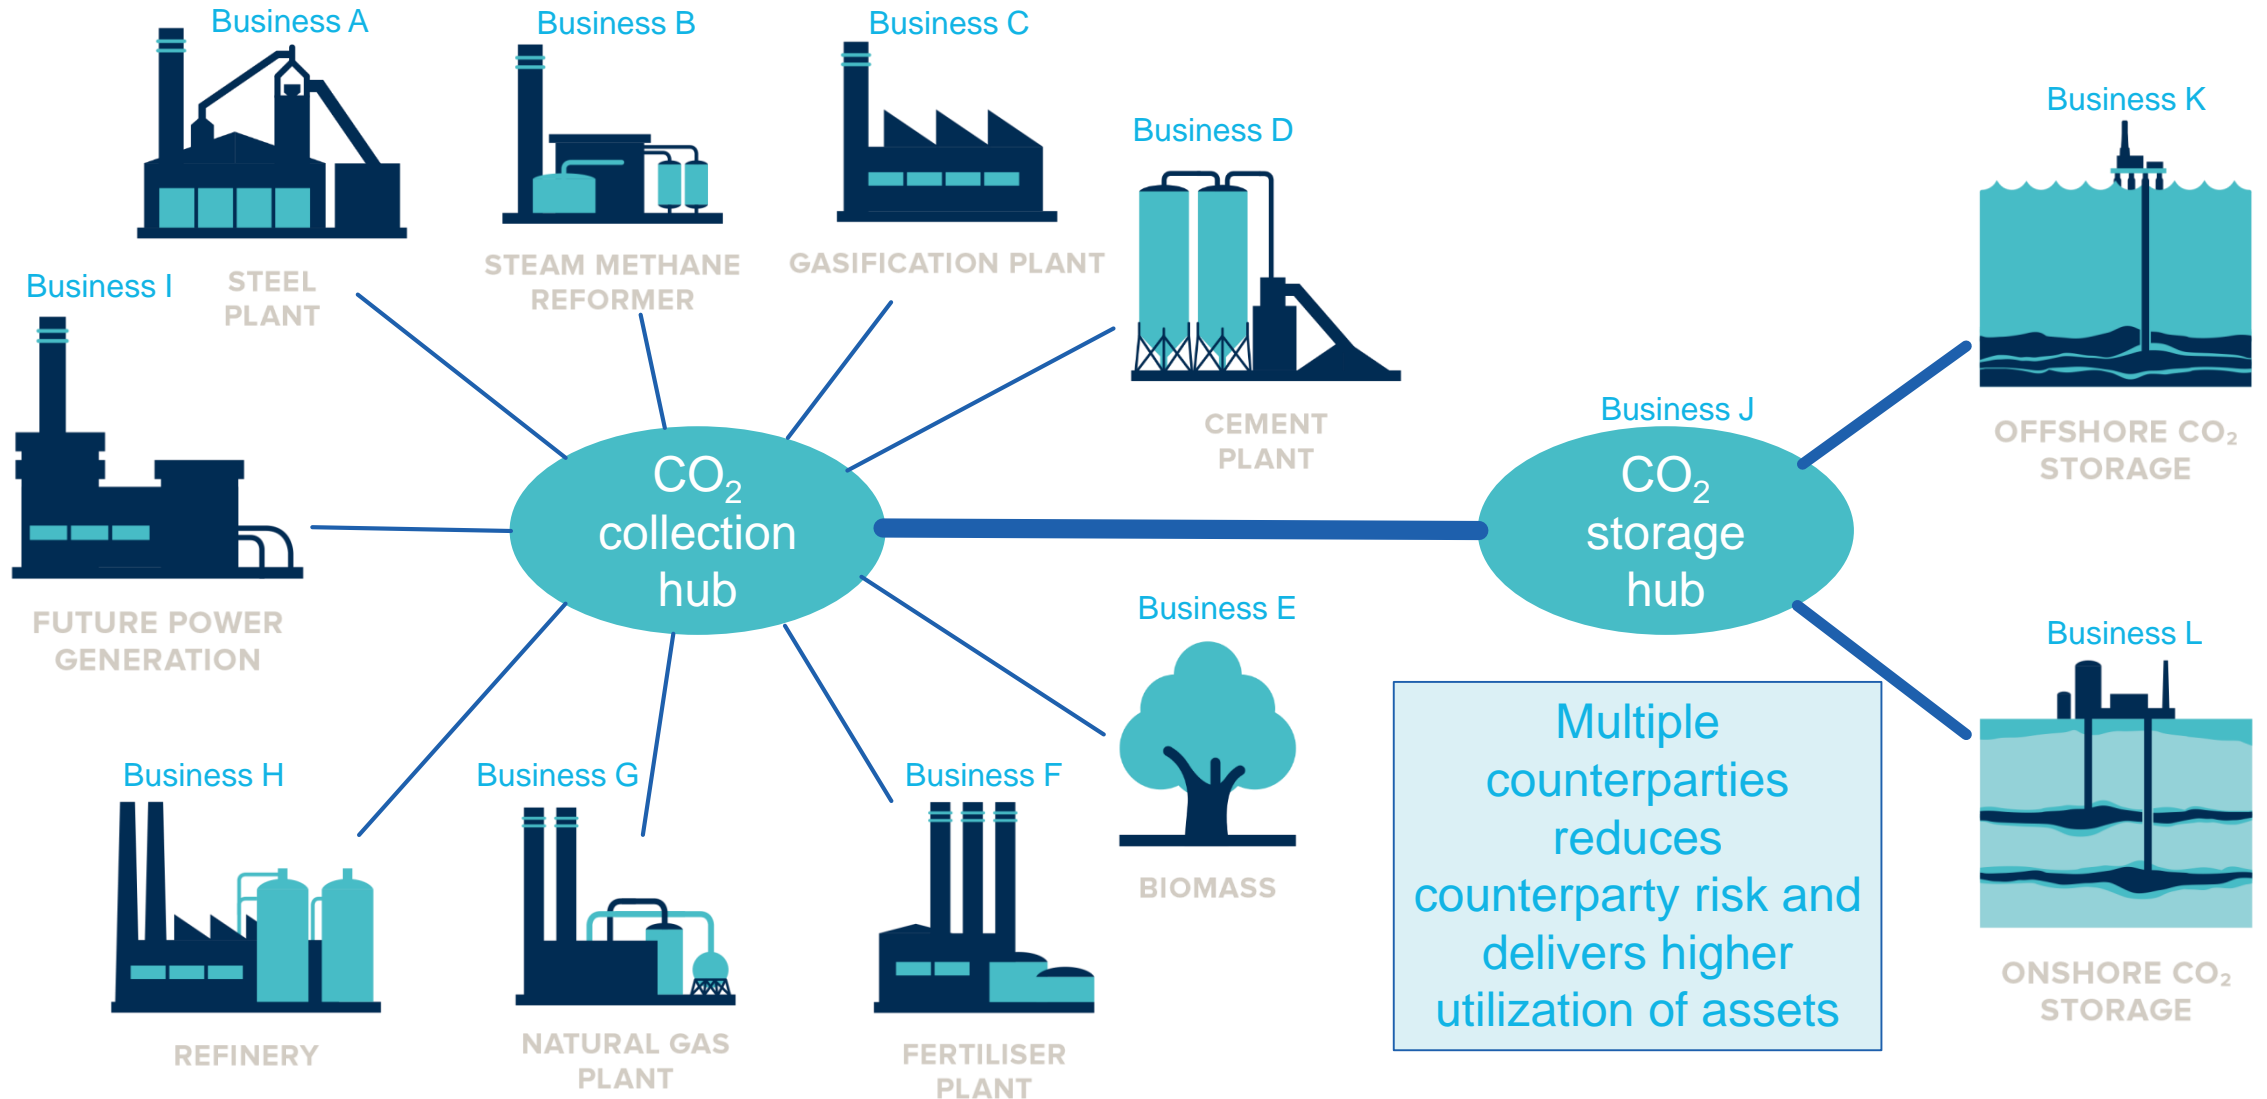 Business A
STEEL
PLANT
Business B
STEAM METHANE
REFORMER
Business C
GASIFICATION PLANT
Business D
CEMENT
PLANT
Business I
FUTURE POWER
GENERATION
CO₂
collection
hub
Business E
BIOMASS
Business H
REFINERY
Business G
NATURAL GAS
PLANT
Business F
FERTILISER
PLANT
Business J
CO₂
storage
hub
Business K
OFFSHORE CO₂
STORAGE
Business L
ONSHORE CO₂
STORAGE
Multiple
counterparties
reduces
counterparty risk and
delivers higher
utilization of assets